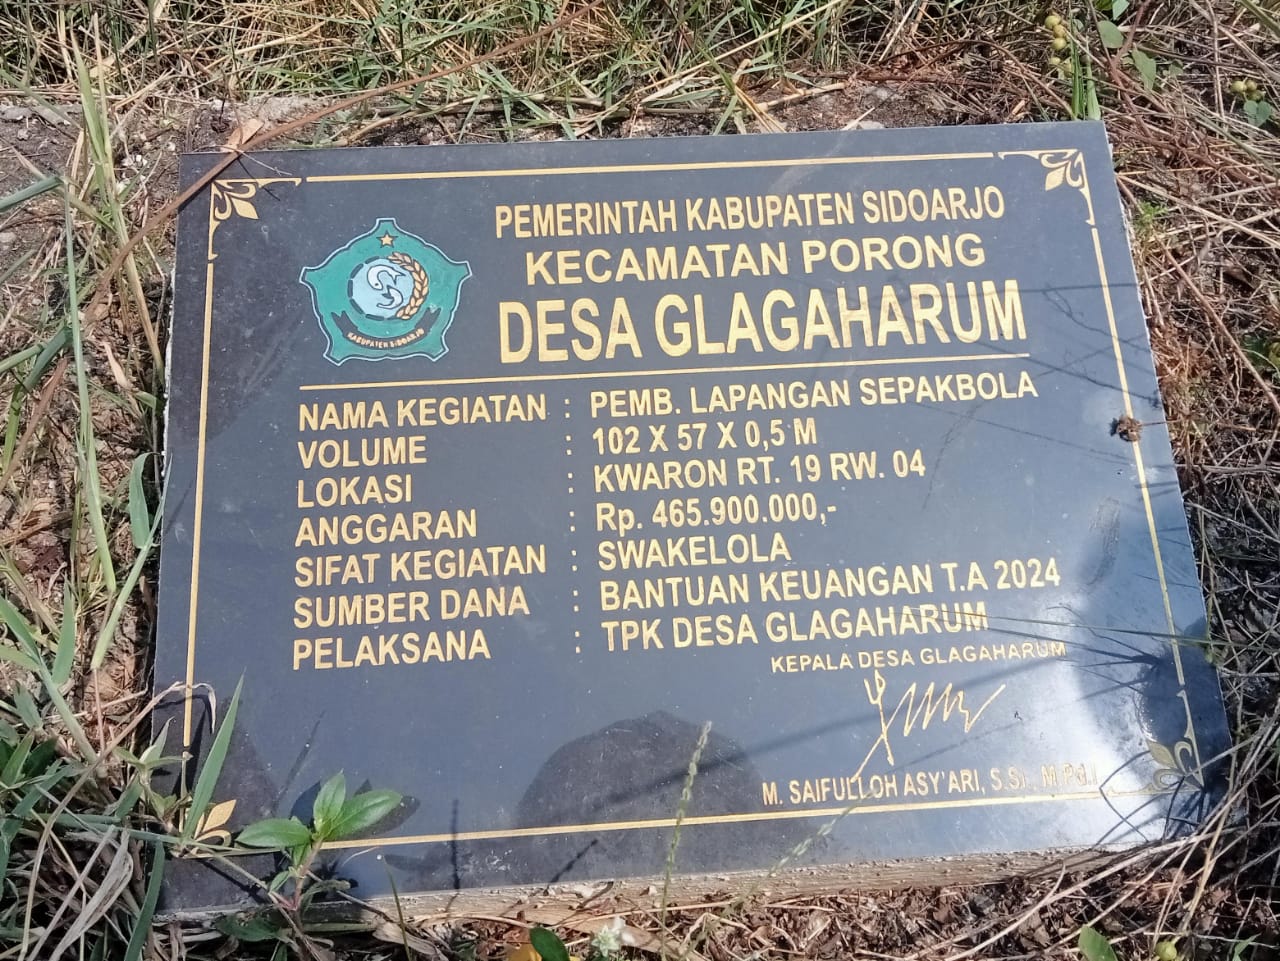 PEMERINTAH KABUPATEN SIDOARJO
KECAMATAN PORONG
DESA GLAGAHARUM
KABUPATEN SIDOARJO
NAMA KEGIATAN : PEMB. LAPANGAN SEPAKBOLA
VOLUME : 102 X 57 X 0,5 M
LOKASI : KWARON RT. 19 RW. 04
ANGGARAN : Rp. 465.900.000,-
SIFAT KEGIATAN : SWAKELOLA
SUMBER DANA : BANTUAN KEUANGAN T.A 2024
PELAKSANA : TPK DESA GLAGAHARUM
KEPALA DESA GLAGAHARUM
M. SAIFULLOH ASY'ARI, S.Si., M.Pd.I